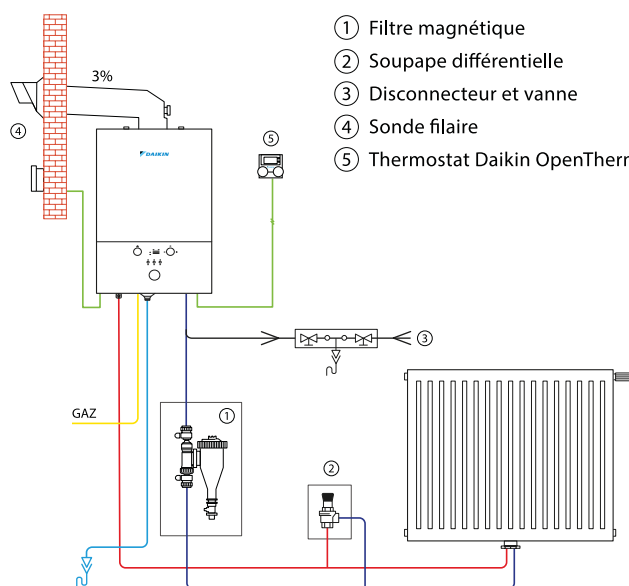 ① Filtre magnétique
② Soupape différentielle
③ Disconnecteur et vanne
④ Sonde filaire
⑤ Thermostat Daikin OpenTherm
3%
④
⑤
DAIKIN
③
GAZ
①
②